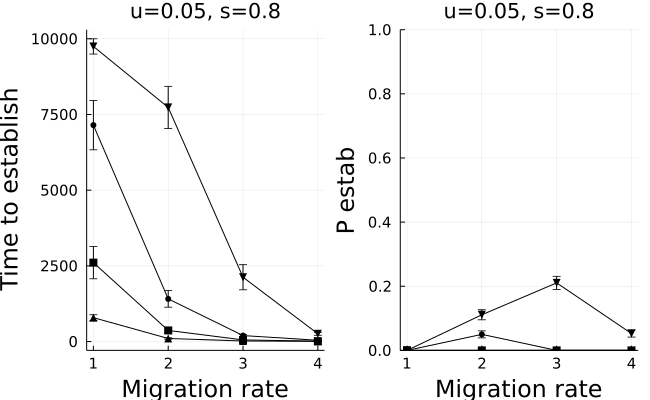 u=0.05, s=0.8
Time to establish
10000
7500
5000
2500
0
1 2 3 4
Migration rate
u=0.05, s=0.8
P estab
1.0
0.8
0.6
0.4
0.2
0.0
1 2 3 4
Migration rate